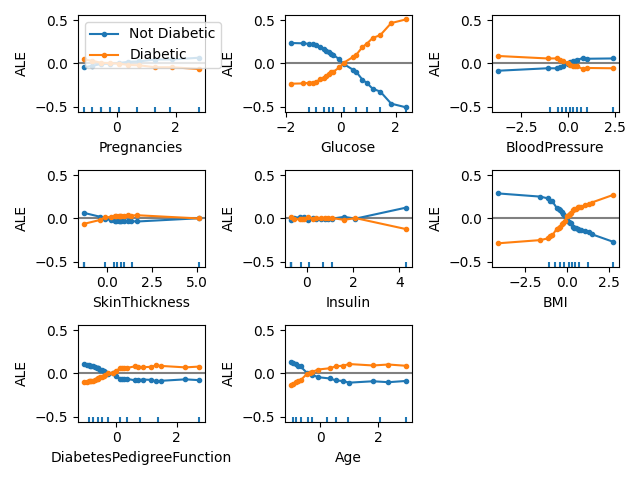 0.5
0.0
−0.5
ALE
Not Diabetic
Diabetic
0
2
Pregnancies
0.5
0.0
−0.5
ALE
−2
0
2
Glucose
0.5
0.0
−0.5
ALE
−2.5
0.0
2.5
BloodPressure
0.5
0.0
−0.5
ALE
0.0
2.5
5.0
SkinThickness
0.5
0.0
−0.5
ALE
0
2
4
Insulin
0.5
0.0
−0.5
ALE
−2.5
0.0
2.5
BMI
0.5
0.0
−0.5
ALE
0
2
DiabetesPedigreeFunction
0.5
0.0
−0.5
ALE
0
2
Age